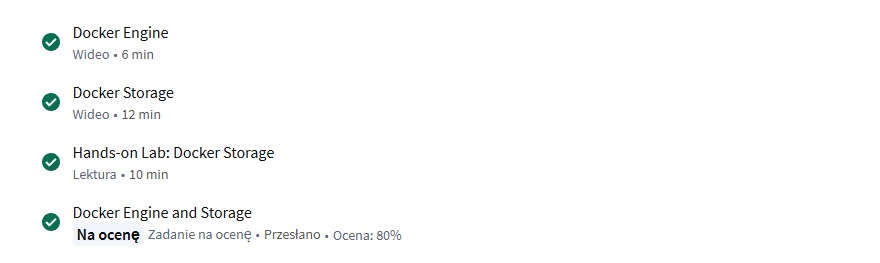 Docker Engine
Wideo • 6 min
Docker Storage
Wideo • 12 min
Hands-on Lab: Docker Storage
Lektura • 10 min
Docker Engine and Storage
Na ocenę Zadanie na ocenę • Przesłano • Ocena: 80%